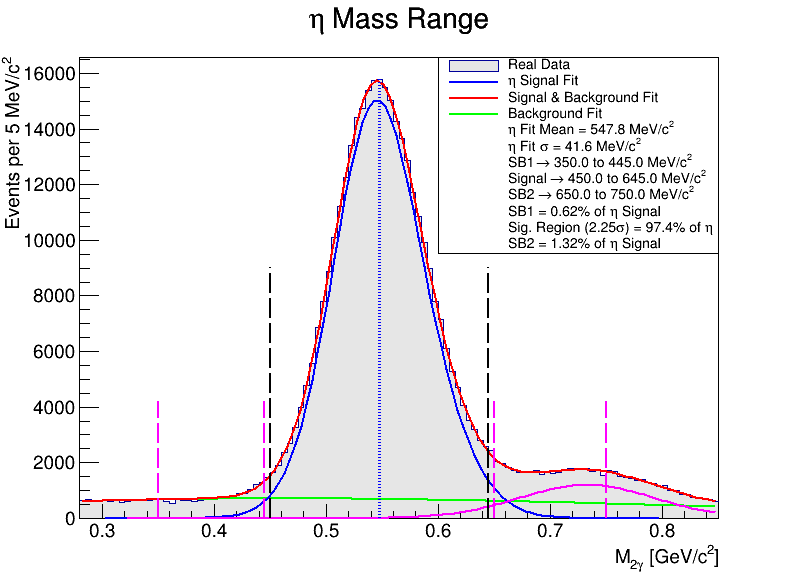 η Mass Range
Events per 5 MeV/c²
16000
14000
12000
10000
8000
6000
4000
2000
0
Real Data
η Signal Fit
Signal & Background Fit
Background Fit
η Fit Mean = 547.8 MeV/c²
η Fit σ = 41.6 MeV/c²
SB1 → 350.0 to 445.0 MeV/c²
Signal → 450.0 to 645.0 MeV/c²
SB2 → 650.0 to 750.0 MeV/c²
SB1 = 0.62% of η Signal
Sig. Region (2.25σ) = 97.4% of η
SB2 = 1.32% of η Signal
0.3 0.4 0.5 0.6 0.7 0.8
M₂γ [GeV/c²]